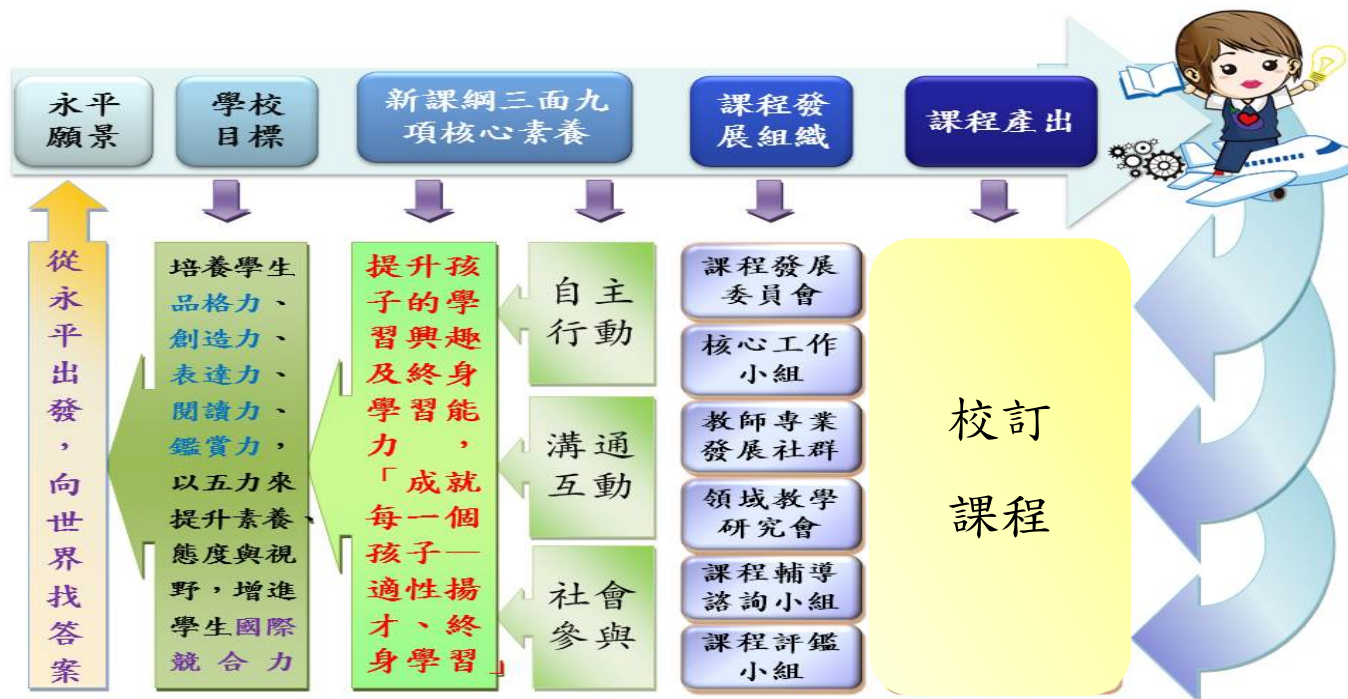 永平
願景
學校
目標
新課綱三面九
項核心素養
課程發
展組織
課程產出
從永平出發，向世界找答案
培養學生
品格力、
創造力、
表達力、
閱讀力、
鑑賞力，
以五力來
提升素養、
態度與視
野，增進
學生國際
競合力
提升孩
子的學
習興趣
及終身
學習能
力，
「成就
每一個
孩子—
適性揚
才、終
身學習」
自主
行動
溝通
互動
社會
參與
課程發展
委員會
核心工作
小組
教師專業
發展社群
領域教學
研究會
課程輔導
諮詢小組
課程評鑑
小組
校訂
課程